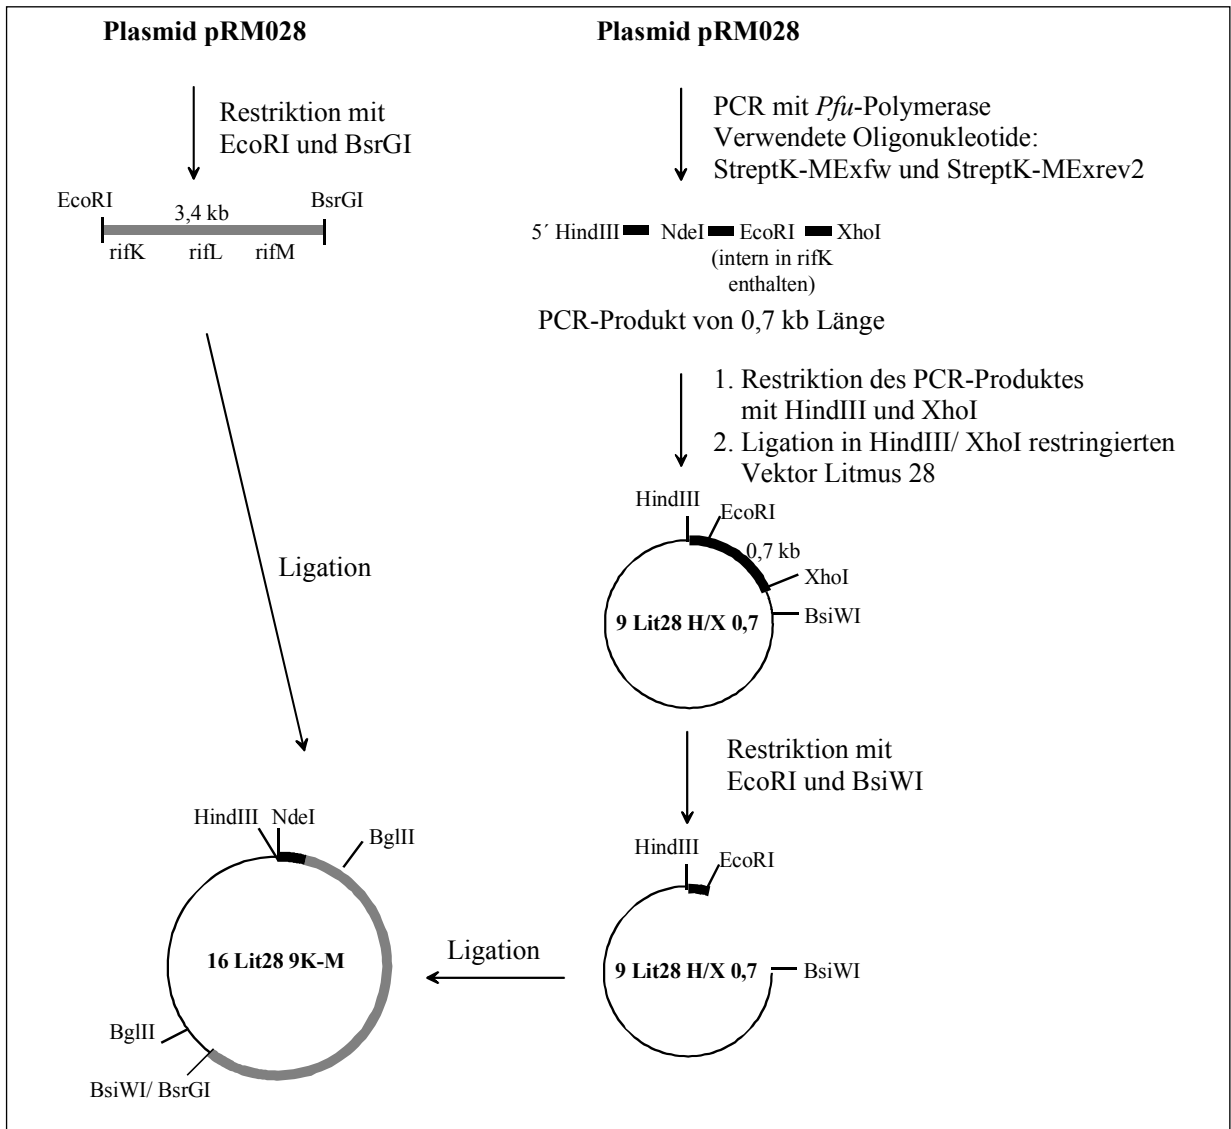 Plasmid pRM028
Restriktion mit
EcoRI und BsrGI
EcoRI
3,4 kb
BsrGI
rifK rifL rifM
Plasmid pRM028
PCR mit Pfu-Polymerase
Verwendete Oligonukleotide:
StreptK-MExfw und StreptK-MExrev2
5´ HindIII NdeI EcoRI XhoI
(intern in rifK
enthalten)
PCR-Produkt von 0,7 kb Länge
1. Restriktion des PCR-Produktes
mit HindIII und XhoI
2. Ligation in HindIII/ XhoI restringierten
Vektor Litmus 28
HindIII
EcoRI
0,7 kb
XhoI
BsiWI
9 Lit28 H/X 0,7
Ligation
Restriktion mit
EcoRI und BsiWI
HindIII
EcoRI
9 Lit28 H/X 0,7
BsiWI
Ligation
HindIII NdeI
BglII
16 Lit28 9K-M
BglII
BsiWI/ BsrGI